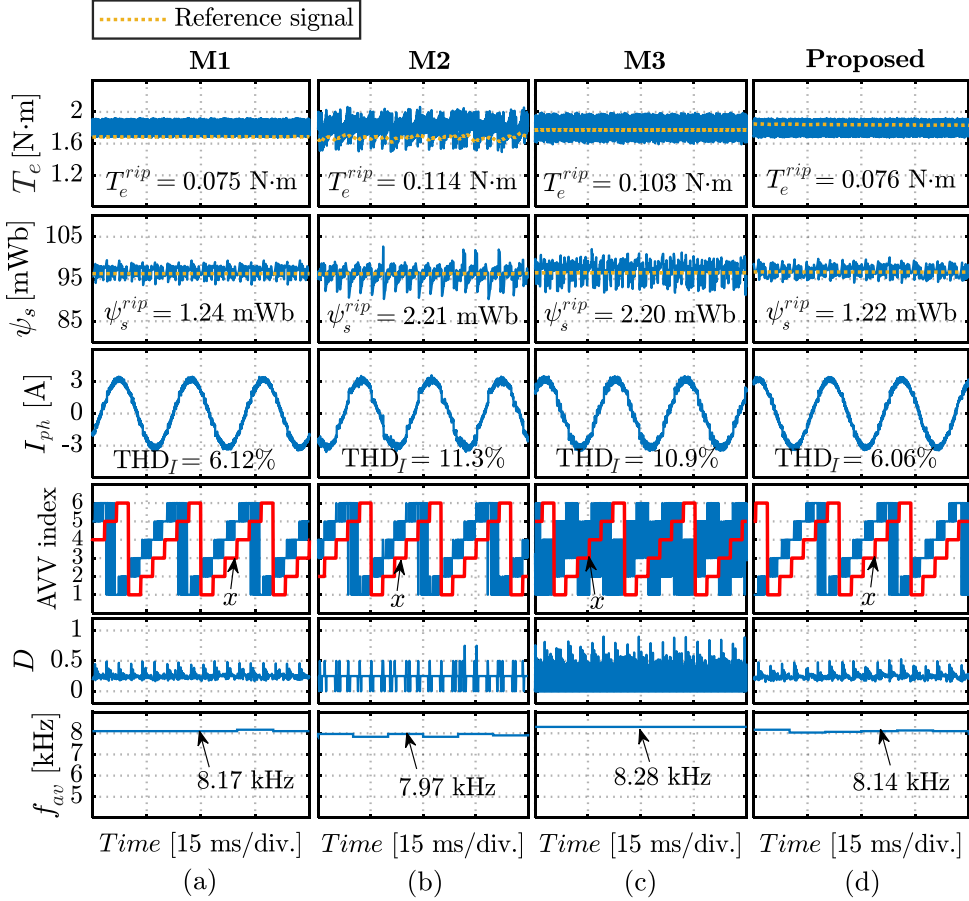 Reference signal
M1 M2 M3 Proposed
T_e [N·m]
2
1.6
1.2
T_e^{rip} = 0.075 N·m T_e^{rip} = 0.114 N·m T_e^{rip} = 0.103 N·m T_e^{rip} = 0.076 N·m
ψ_s [mWb]
105
95
85
ψ_s^{rip} = 1.24 mWb ψ_s^{rip} = 2.21 mWb ψ_s^{rip} = 2.20 mWb ψ_s^{rip} = 1.22 mWb
I_{ph} [A]
3
0
-3
THD_I = 6.12% THD_I = 11.3% THD_I = 10.9% THD_I = 6.06%
AVV index
6
5
4
3
2
1
x x x x
D
1
0.5
0
f_{av} [kHz]
8
7
6
5
8.17 kHz 7.97 kHz 8.28 kHz 8.14 kHz
Time [15 ms/div.] Time [15 ms/div.] Time [15 ms/div.] Time [15 ms/div.]
(a) (b) (c) (d)